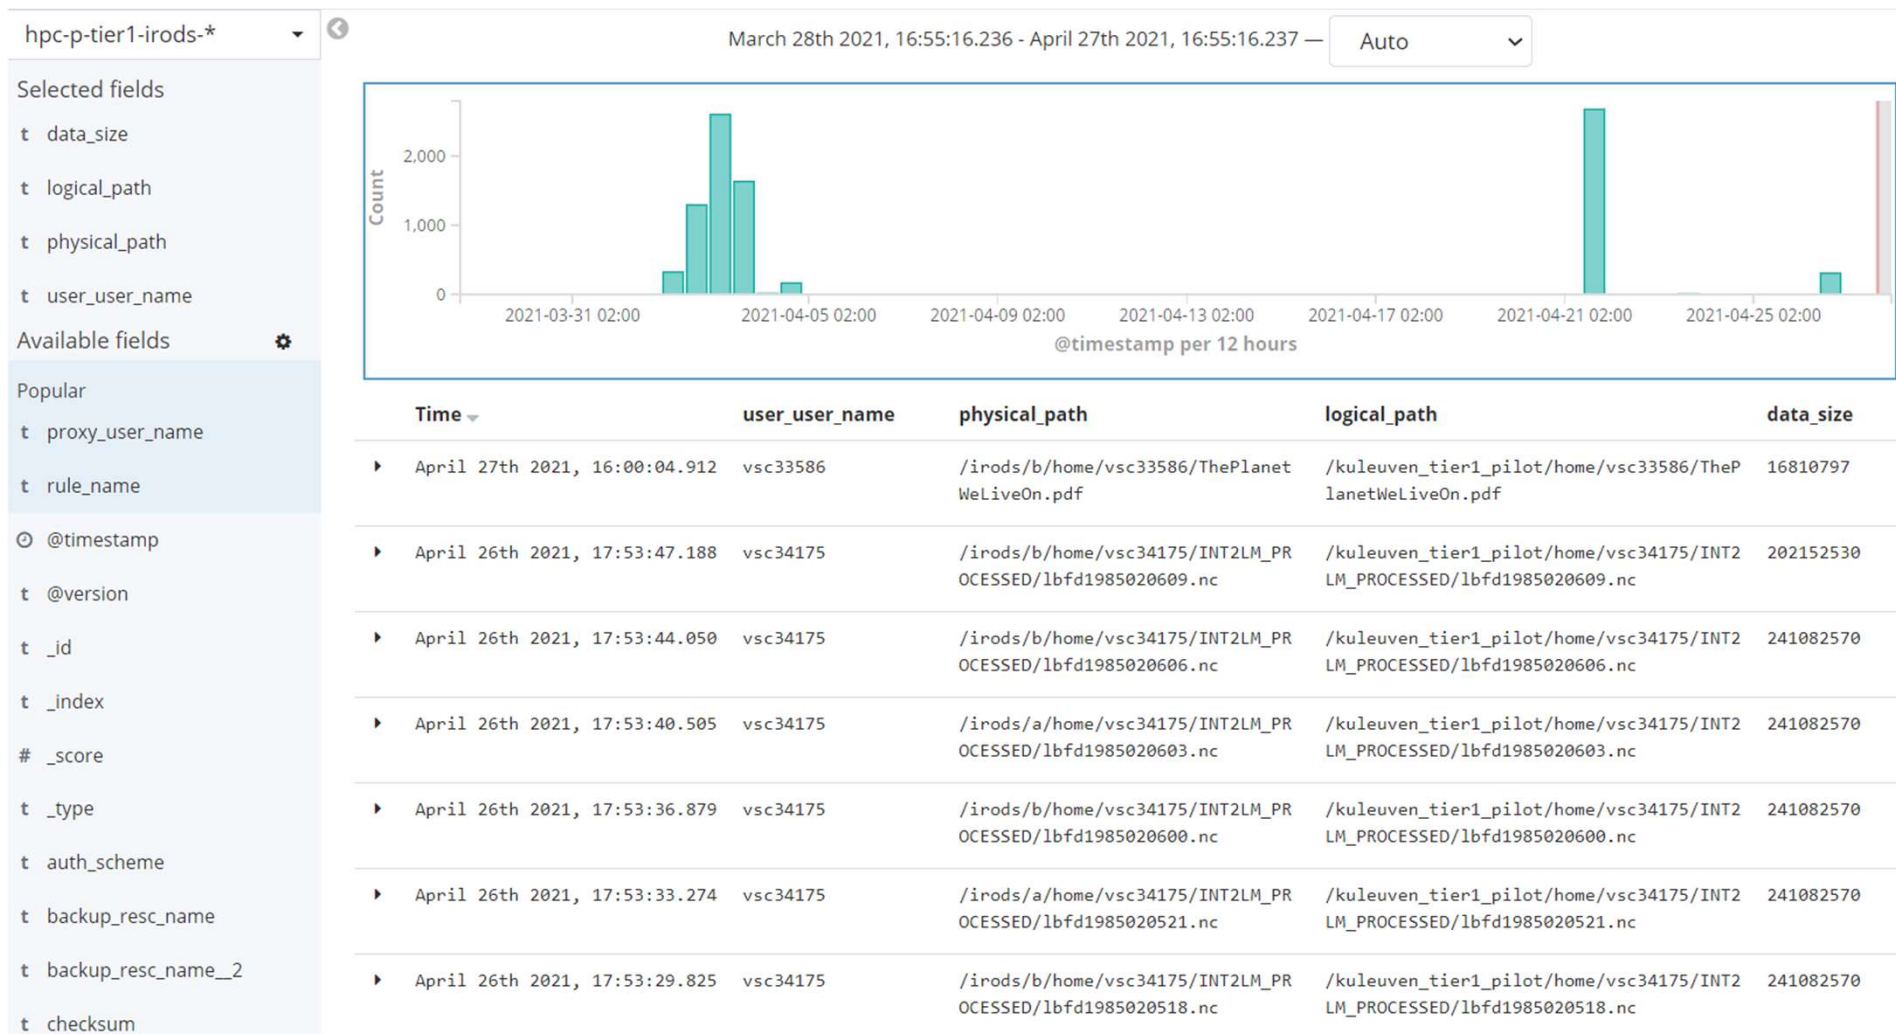 hpc-p-tier1-irods-*
Selected fields
t data_size
t logical_path
t physical_path
t user_user_name
Available fields
Popular
t proxy_user_name
t rule_name
@timestamp
t @version
t _id
t _index
# _score
t _type
t auth_scheme
t backup_resc_name
t backup_resc_name__2
t checksum
March 28th 2021, 16:55:16.236 - April 27th 2021, 16:55:16.237 — Auto
Count
2,000
1,000
0
2021-03-31 02:00 2021-04-05 02:00 2021-04-09 02:00 2021-04-13 02:00 2021-04-17 02:00 2021-04-21 02:00 2021-04-25 02:00
@timestamp per 12 hours
Time user_user_name physical_path logical_path data_size
April 27th 2021, 16:00:04.912 vsc33586 /irods/b/home/vsc33586/ThePlanet /kuleuven_tier1_pilot/home/vsc33586/TheP 16810797
WeLiveOn.pdf lanetWeLiveOn.pdf
April 26th 2021, 17:53:47.188 vsc34175 /irods/b/home/vsc34175/INT2LM_PR /kuleuven_tier1_pilot/home/vsc34175/INT2 202152530
OCESSED/lbfd1985020609.nc LM_PROCESSED/lbfd1985020609.nc
April 26th 2021, 17:53:44.050 vsc34175 /irods/b/home/vsc34175/INT2LM_PR /kuleuven_tier1_pilot/home/vsc34175/INT2 241082570
OCESSED/lbfd1985020606.nc LM_PROCESSED/lbfd1985020606.nc
April 26th 2021, 17:53:40.505 vsc34175 /irods/a/home/vsc34175/INT2LM_PR /kuleuven_tier1_pilot/home/vsc34175/INT2 241082570
OCESSED/lbfd1985020603.nc LM_PROCESSED/lbfd1985020603.nc
April 26th 2021, 17:53:36.879 vsc34175 /irods/b/home/vsc34175/INT2LM_PR /kuleuven_tier1_pilot/home/vsc34175/INT2 241082570
OCESSED/lbfd1985020600.nc LM_PROCESSED/lbfd1985020600.nc
April 26th 2021, 17:53:33.274 vsc34175 /irods/a/home/vsc34175/INT2LM_PR /kuleuven_tier1_pilot/home/vsc34175/INT2 241082570
OCESSED/lbfd1985020521.nc LM_PROCESSED/lbfd1985020521.nc
April 26th 2021, 17:53:29.825 vsc34175 /irods/b/home/vsc34175/INT2LM_PR /kuleuven_tier1_pilot/home/vsc34175/INT2 241082570
OCESSED/lbfd1985020518.nc LM_PROCESSED/lbfd1985020518.nc